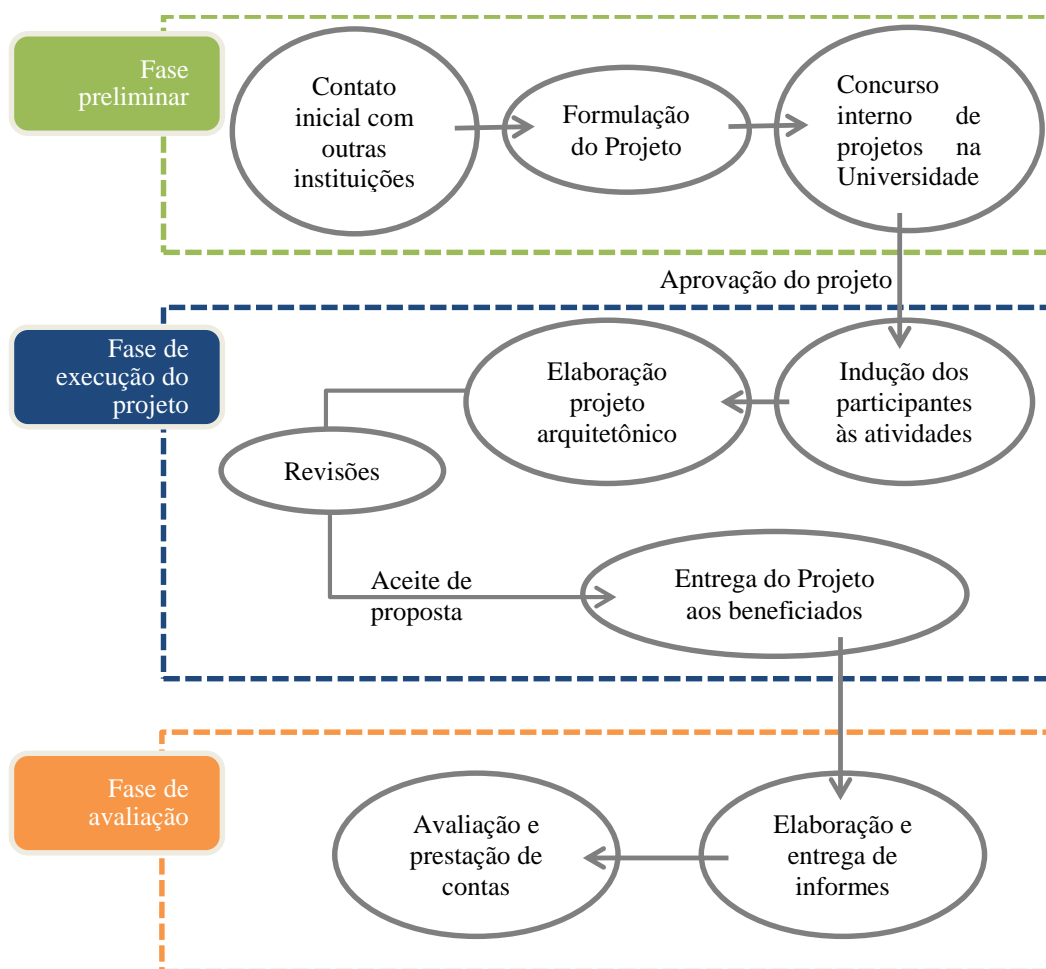 Fase
preliminar
Contato
inicial com
outras
instituições
Formulação
do Projeto
Concurso
interno de
projetos na
Universidade
Aprovação do projeto
Fase de
execução do
projeto
Indução dos
participantes
às atividades
Elaboração
projeto
arquitetônico
Revisões
Aceite de
proposta
Entrega do Projeto
aos beneficiados
Fase de
avaliação
Elaboração e
entrega de
informes
Avaliação e
prestação de
contas